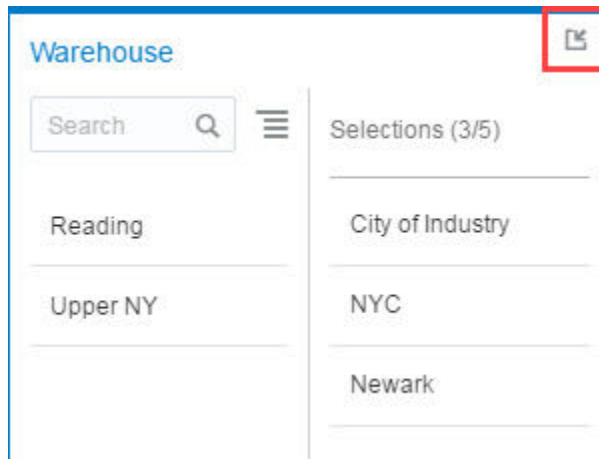 Warehouse
Search
Selections (3/5)
Reading
Upper NY
City of Industry
NYC
Newark